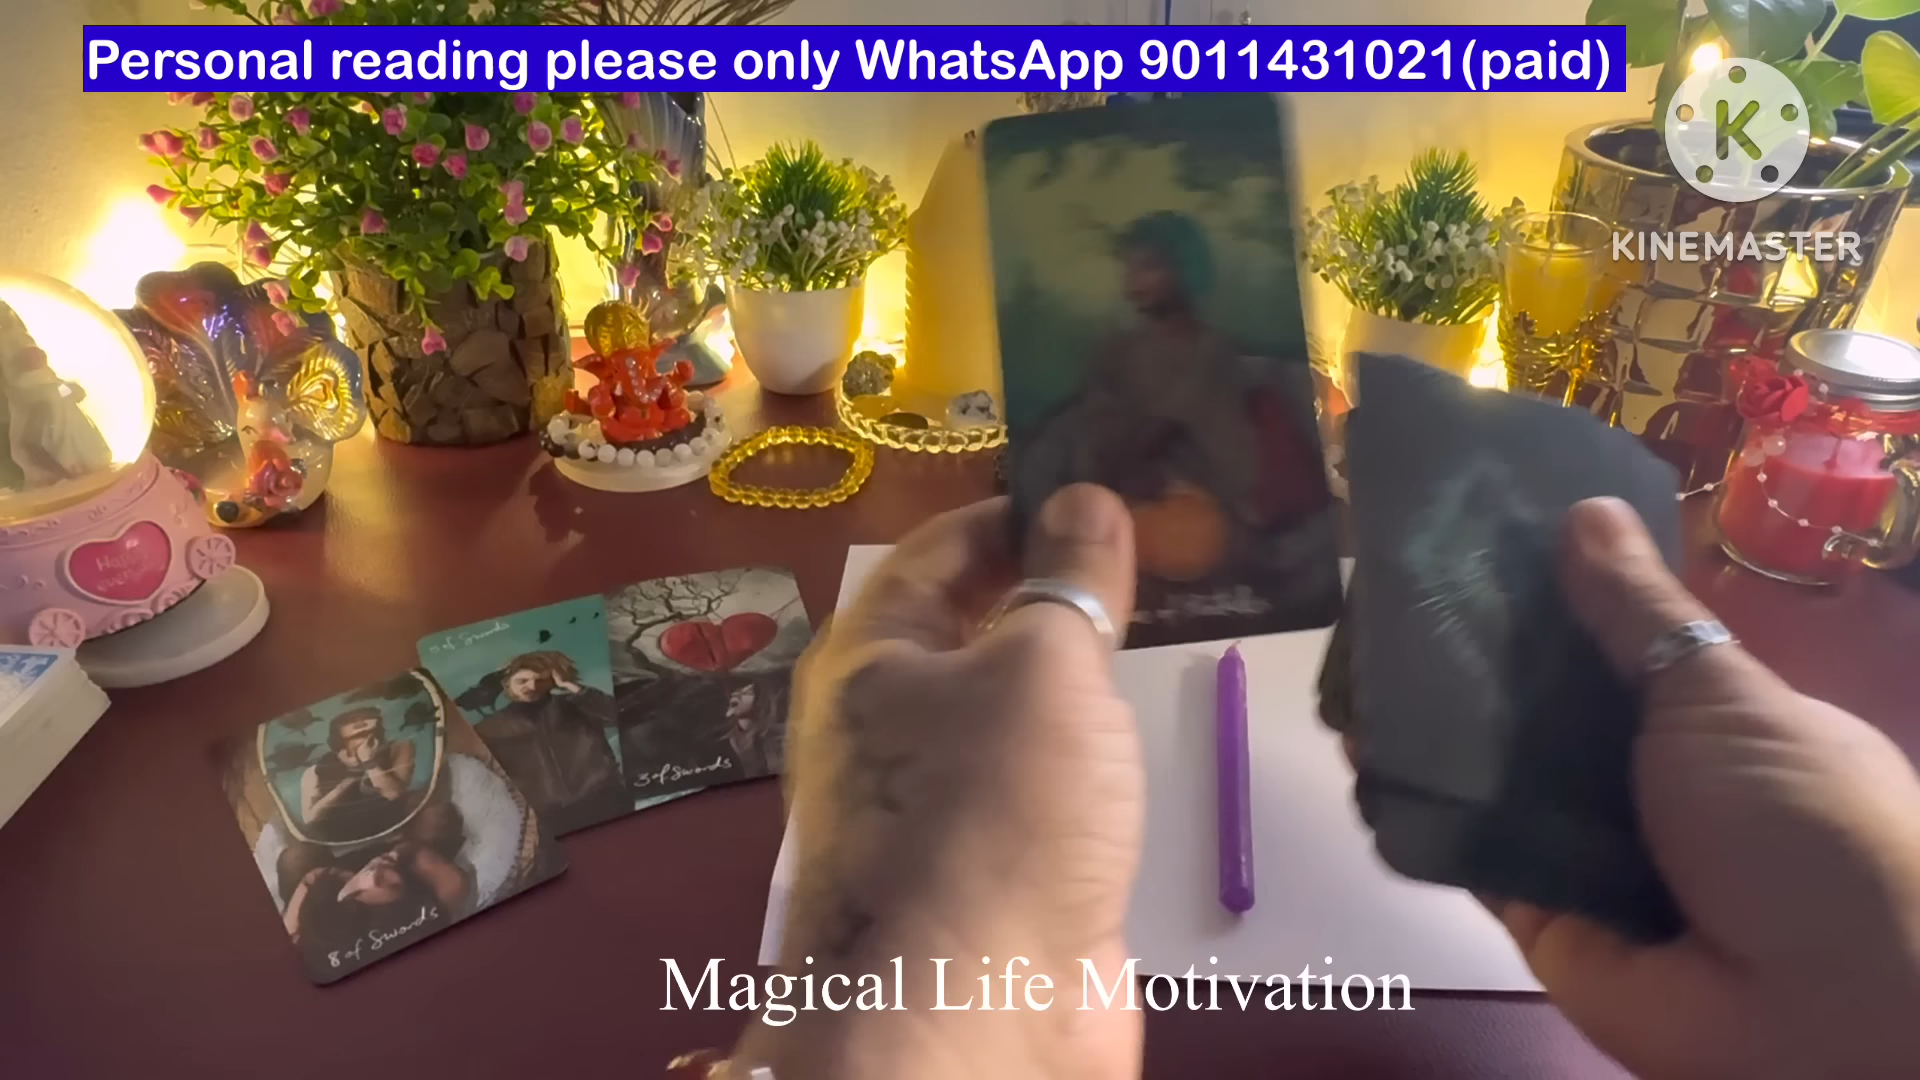 Personal reading please only WhatsApp 9011431021(paid)
K
KINEMASTER
3 of Swords
8 of Swords
Magical Life Motivation